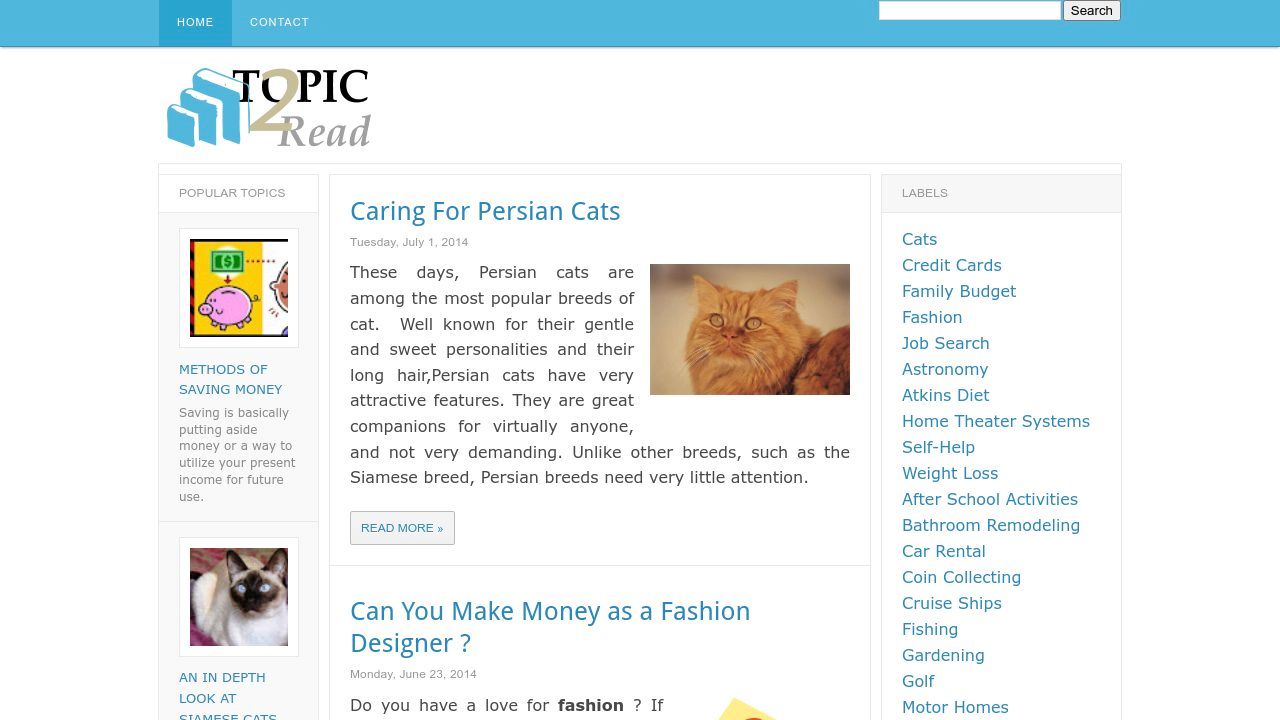 HOME
CONTACT
Search
TOPIC
2
Read
POPULAR TOPICS
METHODS OF
SAVING MONEY
Saving is basically
putting aside
money or a way to
utilize your present
income for future
use.
AN IN DEPTH
LOOK AT
SIAMESE CATS
Caring For Persian Cats
Tuesday, July 1, 2014
These days, Persian cats are
among the most popular breeds of
cat.  Well known for their gentle
and sweet personalities and their
long hair,Persian cats have very
attractive features. They are great
companions for virtually anyone,
and not very demanding. Unlike other breeds, such as the
Siamese breed, Persian breeds need very little attention.
READ MORE »
Can You Make Money as a Fashion
Designer ?
Monday, June 23, 2014
Do you have a love for fashion ? If
LABELS
Cats
Credit Cards
Family Budget
Fashion
Job Search
Astronomy
Atkins Diet
Home Theater Systems
Self-Help
Weight Loss
After School Activities
Bathroom Remodeling
Car Rental
Coin Collecting
Cruise Ships
Fishing
Gardening
Golf
Motor Homes